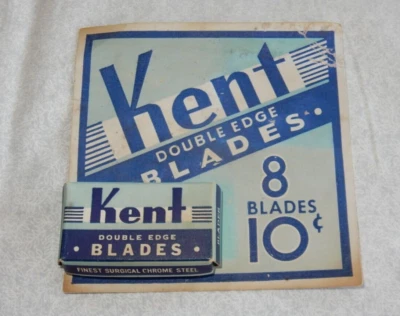 Kent
DOUBLE EDGE
BLADES
8
BLADES
10¢
Kent
DOUBLE EDGE
• BLADES •
FINEST SURGICAL CHROME STEEL